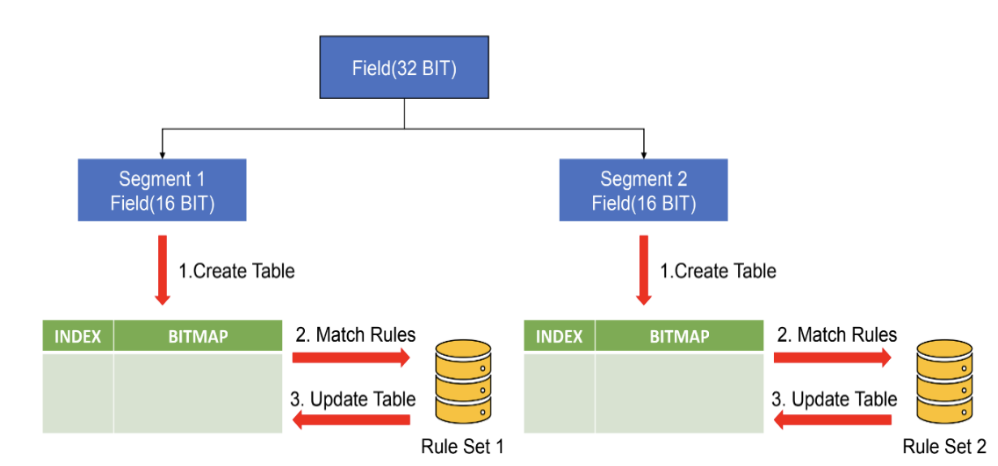 Field(32 BIT)
Segment 1
Field(16 BIT)
Segment 2
Field(16 BIT)
1.Create Table
1.Create Table
INDEX BITMAP
2. Match Rules
3. Update Table
Rule Set 1
INDEX BITMAP
2. Match Rules
3. Update Table
Rule Set 2